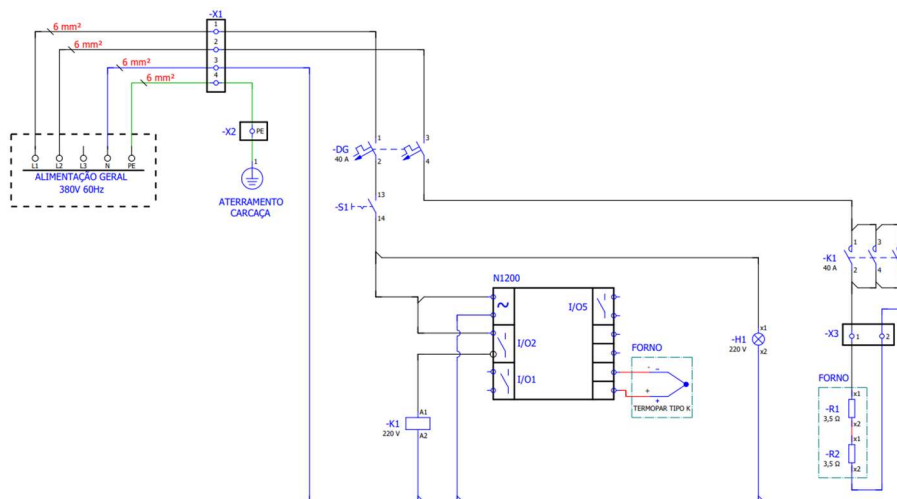 -X1
1
2
3
4
6 mm²
6 mm²
6 mm²
6 mm²
-X2
PE
1
L1
L2
L3
N
PE
ALIMENTAÇÃO GERAL
380V 60Hz
ATERRAMENTO
CARCAÇA
-DG
40 A
1
2
3
4
-S1
13
14
N1200
~
I/O2
I/O1
I/O5
FORNO
-
-
+
+
TERMOPAR TIPO K
-K1
220 V
A1
A2
-H1
220 V
x1
x2
-K1
40 A
1
2
3
4
-X3
1
2
FORNO
-R1
3,5 Ω
x1
x2
-R2
3,5 Ω
x1
x2